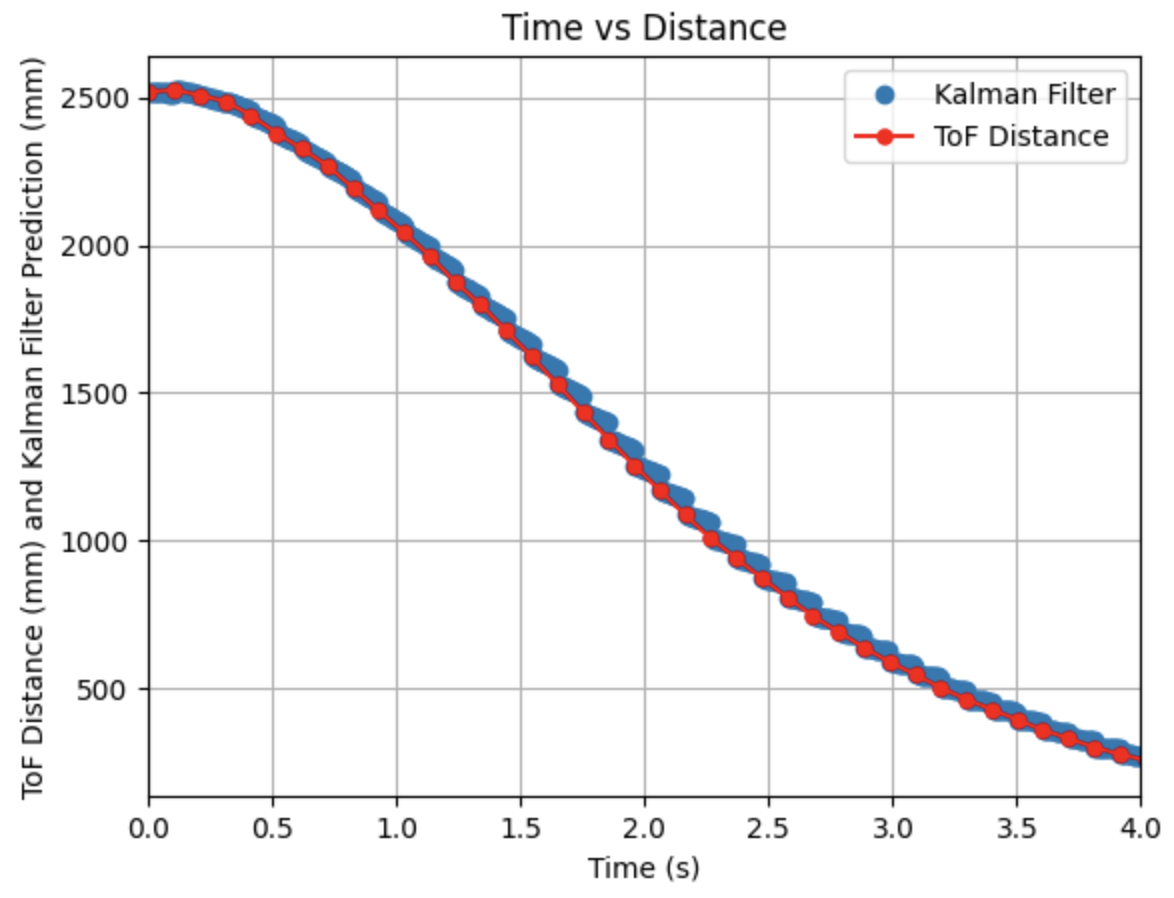 Time vs Distance
Kalman Filter
ToF Distance
ToF Distance (mm) and Kalman Filter Prediction (mm)
2500
2000
1500
1000
500
0.0 0.5 1.0 1.5 2.0 2.5 3.0 3.5 4.0
Time (s)